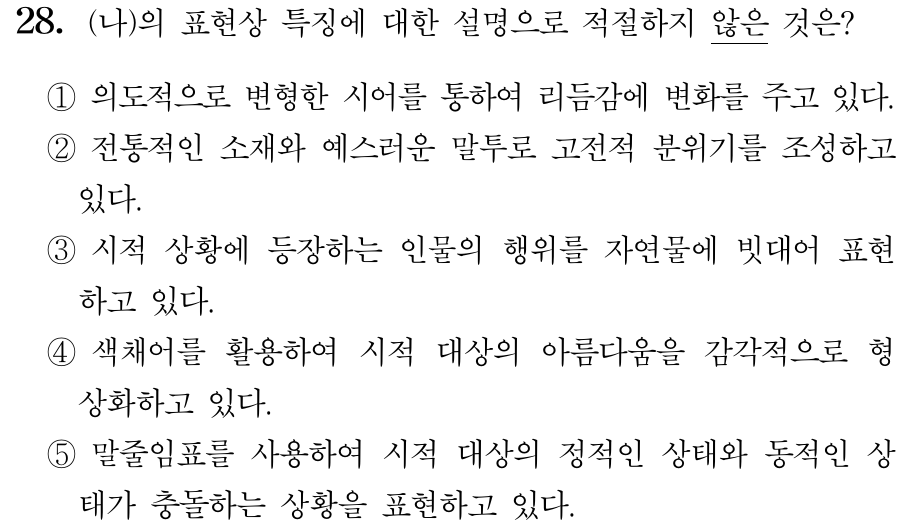 28. (나)의 표현상 특징에 대한 설명으로 적절하지 않은 것은?
① 의도적으로 변형한 시어를 통하여 리듬감에 변화를 주고 있다.
② 전통적인 소재와 예스러운 말투로 고전적 분위기를 조성하고
있다.
③ 시적 상황에 등장하는 인물의 행위를 자연물에 빗대어 표현
하고 있다.
④ 색채어를 활용하여 시적 대상의 아름다움을 감각적으로 형
상화하고 있다.
⑤ 말줄임표를 사용하여 시적 대상의 정적인 상태와 동적인 상
태가 충돌하는 상황을 표현하고 있다.